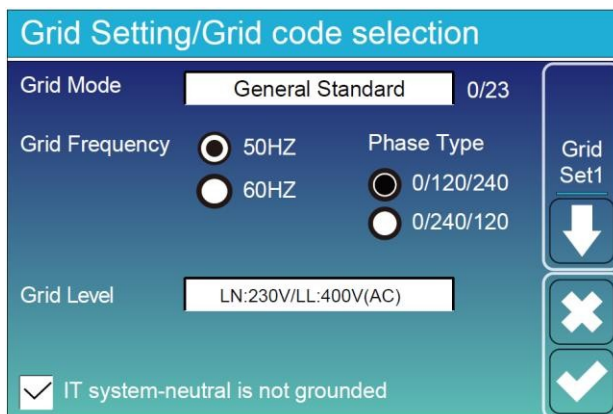 Grid Setting/Grid code selection
Grid Mode
General Standard
0/23
Grid Frequency
50HZ
60HZ
Phase Type
0/120/240
0/240/120
Grid
Set1
Grid Level
LN:230V/LL:400V(AC)
IT system-neutral is not grounded